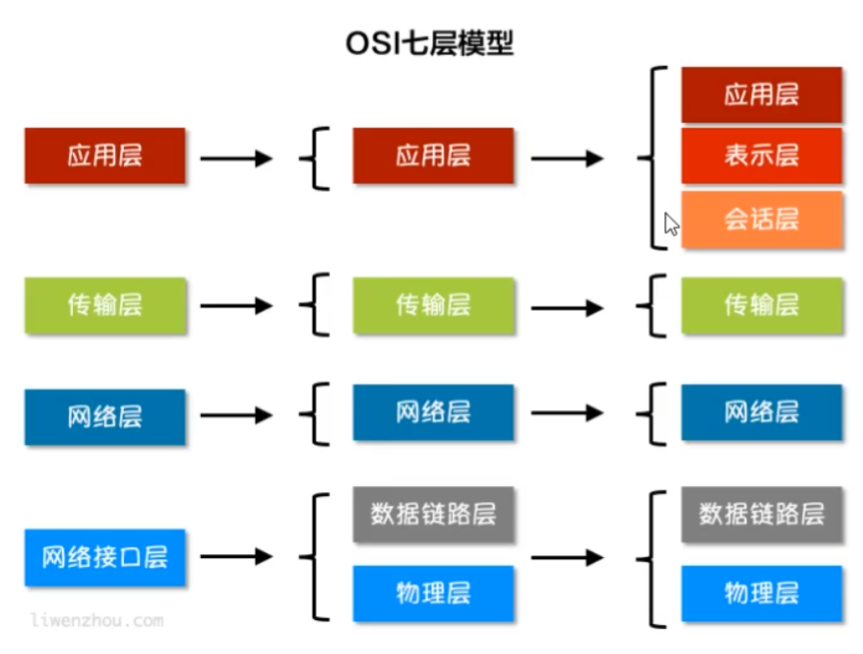 OSI七层模型
应用层
应用层
应用层
表示层
会话层
传输层
传输层
传输层
网络层
网络层
网络层
网络接口层
数据链路层
物理层
数据链路层
物理层
liwenzhou.com